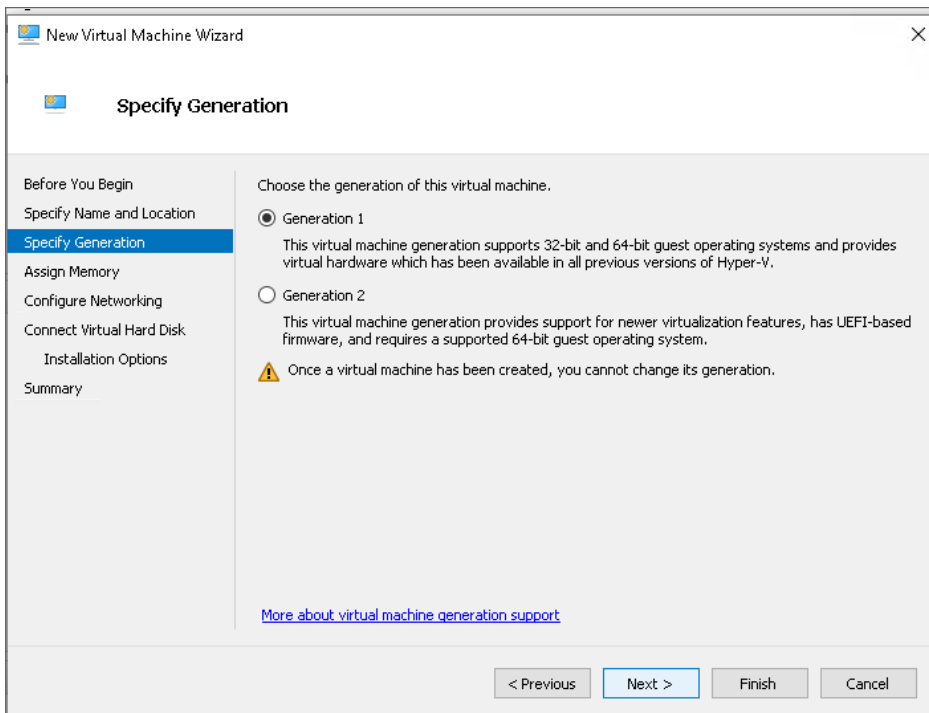 New Virtual Machine Wizard
Specify Generation
Before You Begin
Specify Name and Location
Specify Generation
Assign Memory
Configure Networking
Connect Virtual Hard Disk
Installation Options
Summary
Choose the generation of this virtual machine.
Generation 1
This virtual machine generation supports 32-bit and 64-bit guest operating systems and provides
virtual hardware which has been available in all previous versions of Hyper-V.
Generation 2
This virtual machine generation provides support for newer virtualization features, has UEFI-based
firmware, and requires a supported 64-bit guest operating system.
Once a virtual machine has been created, you cannot change its generation.
More about virtual machine generation support
< Previous
Next >
Finish
Cancel